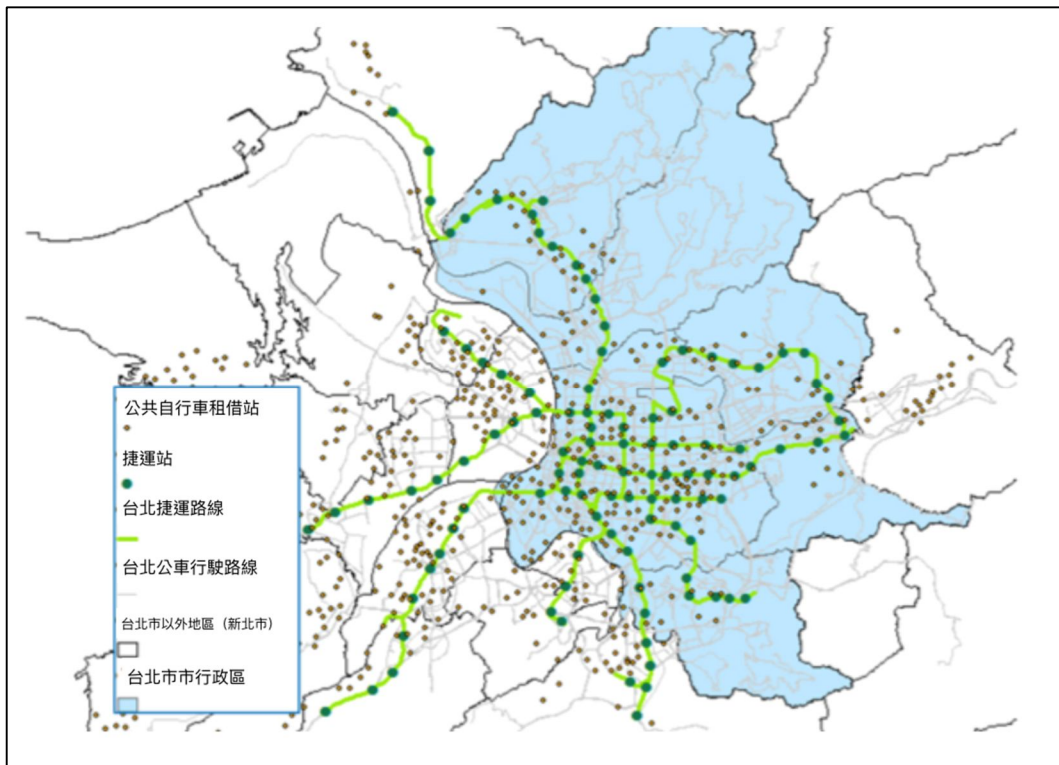 公共自行車租借站
捷運站
台北捷運路線
台北公車行駛路線
台北市以外地區（新北市）
台北市市行政區